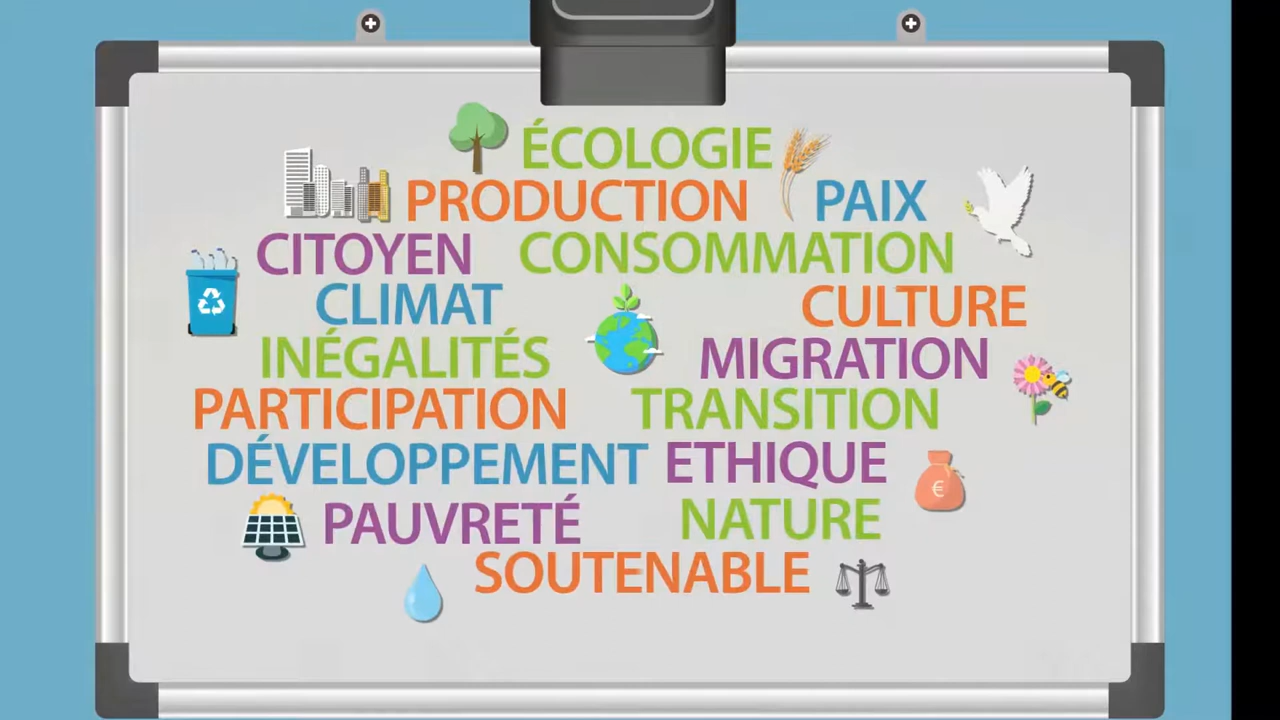 ÉCOLOGIE
PRODUCTION PAIX
CITOYEN CONSOMMATION
CLIMAT CULTURE
INÉGALITÉS MIGRATION
PARTICIPATION TRANSITION
DÉVELOPPEMENT ETHIQUE
€
PAUVRETÉ NATURE
SOUTENABLE